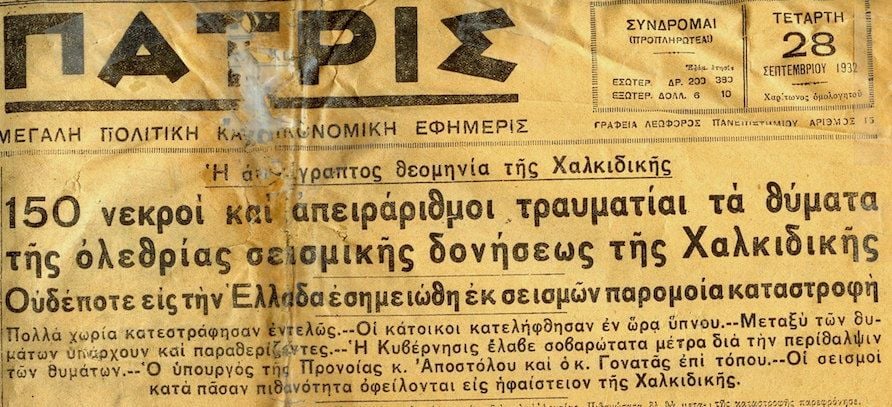 ΠΑΤΡΙΣ
ΜΕΓΑΛΗ ΠΟΛΙΤΙΚΗ ΚΑΙ ΟΙΚΟΝΟΜΙΚΗ ΕΦΗΜΕΡΙΣ
ΣΥΝΔΡΟΜΑΙ
(ΠΡΟΠΛΗΡΩΤΕΑΙ)
ΕΣΩΤΕΡ. ΔΡ. 200 380
ΕΞΩΤΕΡ. ΔΟΛΛ. 6 10
ΤΕΤΑΡΤΗ
28
ΣΕΠΤΕΜΒΡΙΟΥ 1932
Χαρίτωνος ὁμολογητοῦ
ΓΡΑΦΕΙΑ ΛΕΩΦΟΡΟΣ ΠΑΝΕΠΙΣΤΗΜΙΟΥ ΑΡΙΘΜΟΣ
Ἡ θεομηνία τῆς Χαλκιδικῆς
150 νεκροὶ καὶ ἀπειράριθμοι τραυματίαι τὰ θύματα
τῆς ὀλεθρίας σεισμικῆς δονήσεως τῆς Χαλκιδικῆς
Οὐδέποτε εἰς τὴν Ἑλλάδα ἐσημειώθη ἐκ σεισμῶν παρομοία καταστροφὴ
Πολλὰ χωρία κατεστράφησαν ἐντελῶς.--Οἱ κάτοικοι κατελήφθησαν ἐν ὥρᾳ ὕπνου.--Μεταξὺ τῶν θυ-
μάτων ὑπάρχουν καὶ παραθερίζοντες.--Ἡ Κυβέρνησις ἔλαβε σοβαρώτατα μέτρα διὰ τὴν περίθαλψιν
τῶν θυμάτων.--Ὁ ὑπουργὸς τῆς Προνοίας κ. Ἀποστόλου καὶ ὁ κ. Γονατᾶς ἐπὶ τόπου.--Οἱ σεισμοὶ
κατὰ πᾶσαν πιθανότητα ὀφείλονται εἰς ἡφαίστειον τῆς Χαλκιδικῆς.